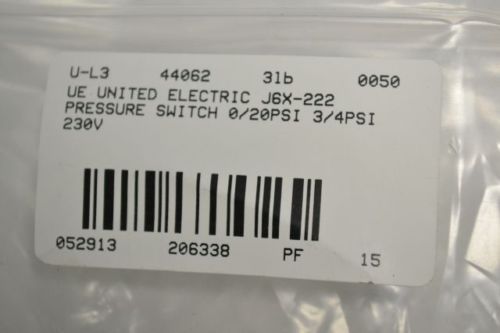 U-L3 44062 31b 0050
UE UNITED ELECTRIC J6X-222
PRESSURE SWITCH 0/20PSI 3/4PSI
230V
052913 206338 PF 15